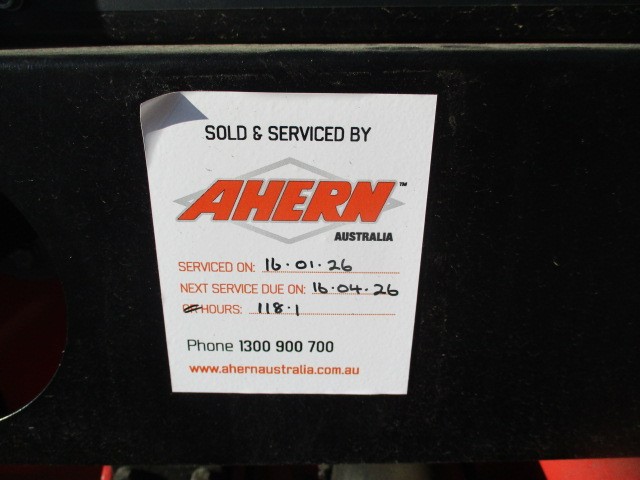 SOLD & SERVICED BY
AHERN™
AUSTRALIA
SERVICED ON: 16·01·26
NEXT SERVICE DUE ON: 16·04·26
HOURS: 118·1
Phone 1300 900 700
www.ahernaustralia.com.au